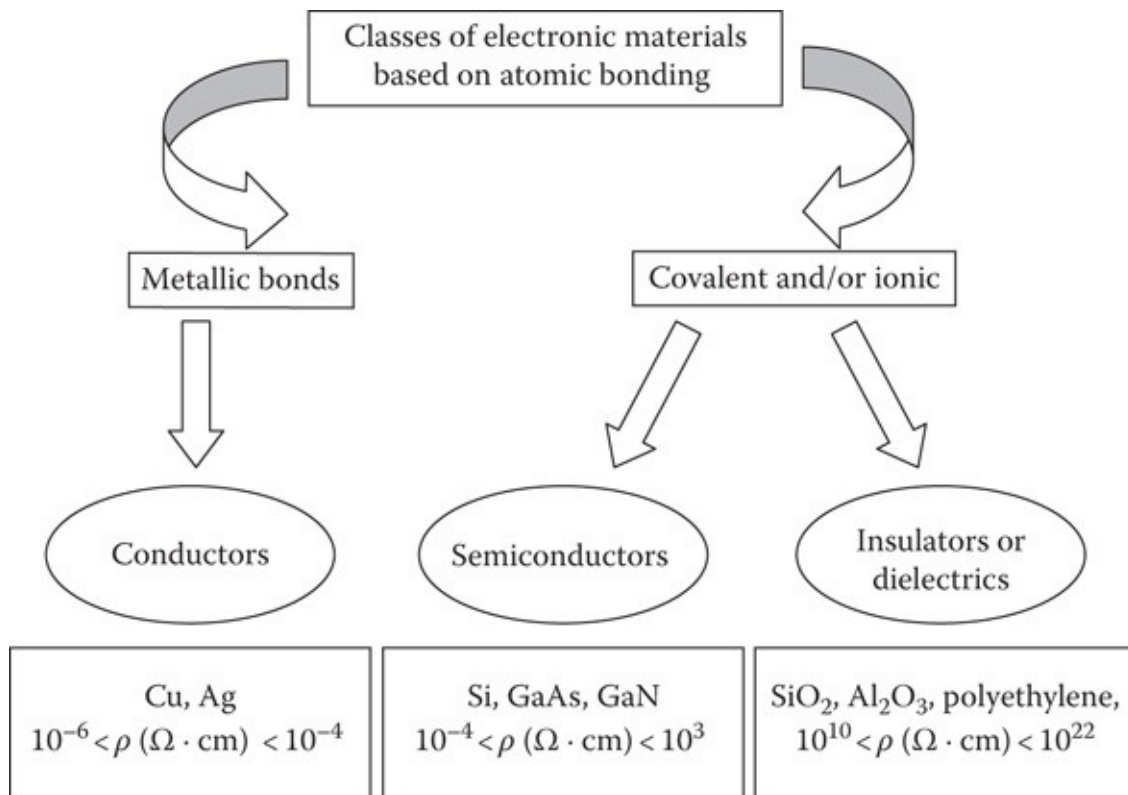 Classes of electronic materials
based on atomic bonding
Metallic bonds
Covalent and/or ionic
Conductors
Semiconductors
Insulators or
dielectrics
Cu, Ag
10⁻⁶ < ρ (Ω · cm) < 10⁻⁴
Si, GaAs, GaN
10⁻⁴ < ρ (Ω · cm) < 10³
SiO₂, Al₂O₃, polyethylene,
10¹⁰ < ρ (Ω · cm) < 10²²